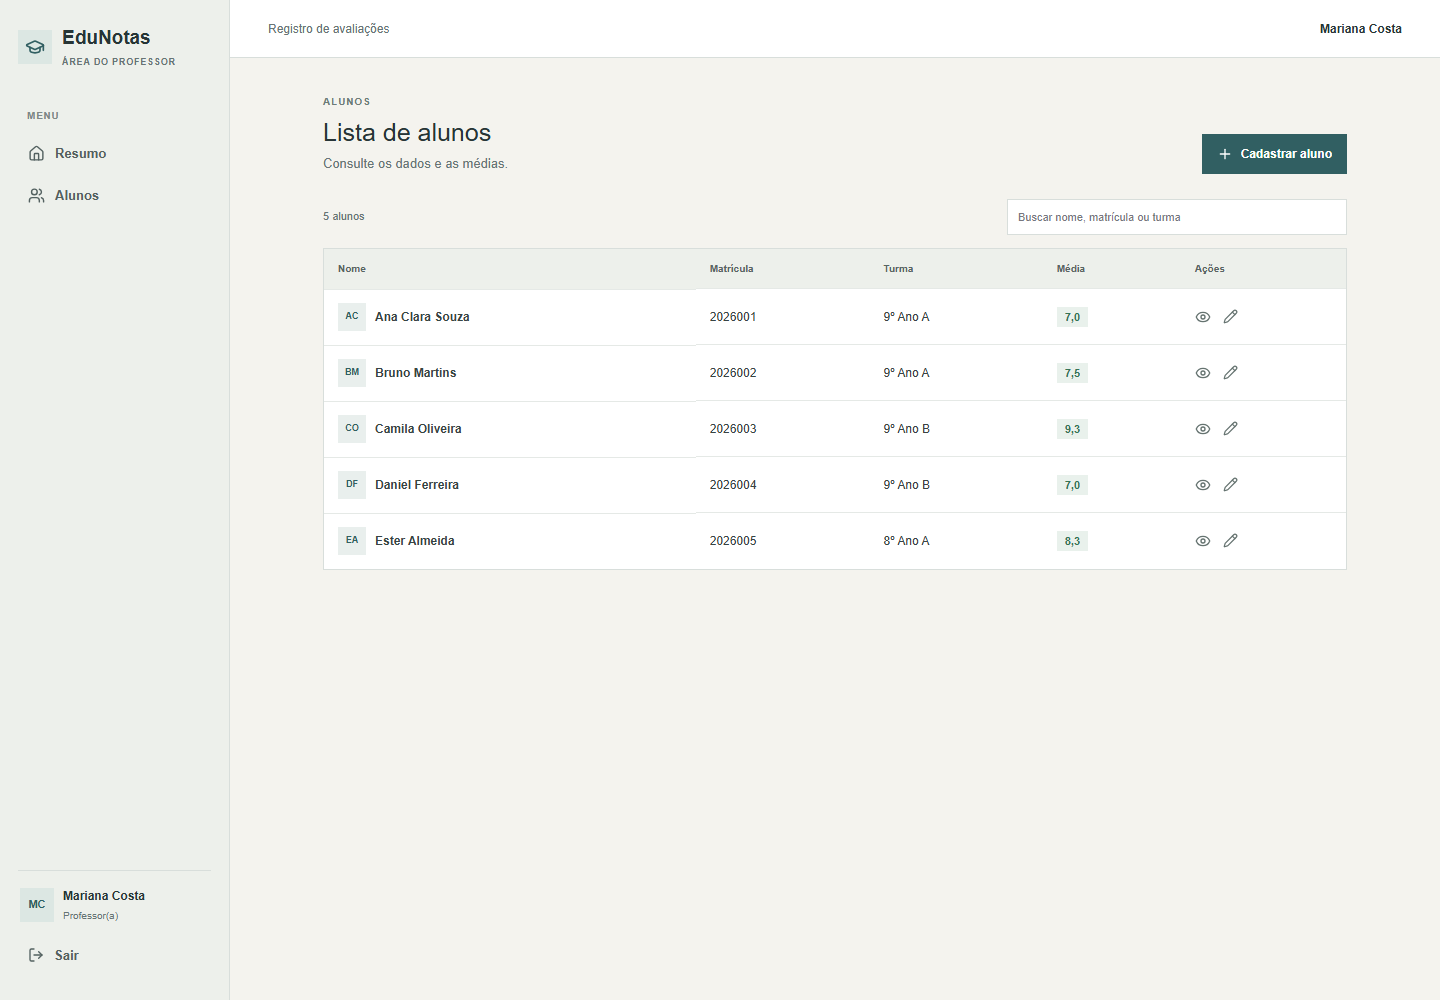 EduNotas
ÁREA DO PROFESSOR
MENU
Resumo
Alunos
MC
Mariana Costa
Professor(a)
Sair
Registro de avaliações
Mariana Costa
ALUNOS
Lista de alunos
Consulte os dados e as médias.
Cadastrar aluno
5 alunos
Buscar nome, matrícula ou turma
Nome Matrícula Turma Média Ações
AC Ana Clara Souza 2026001 9º Ano A 7,0
BM Bruno Martins 2026002 9º Ano A 7,5
CO Camila Oliveira 2026003 9º Ano B 9,3
DF Daniel Ferreira 2026004 9º Ano B 7,0
EA Ester Almeida 2026005 8º Ano A 8,3